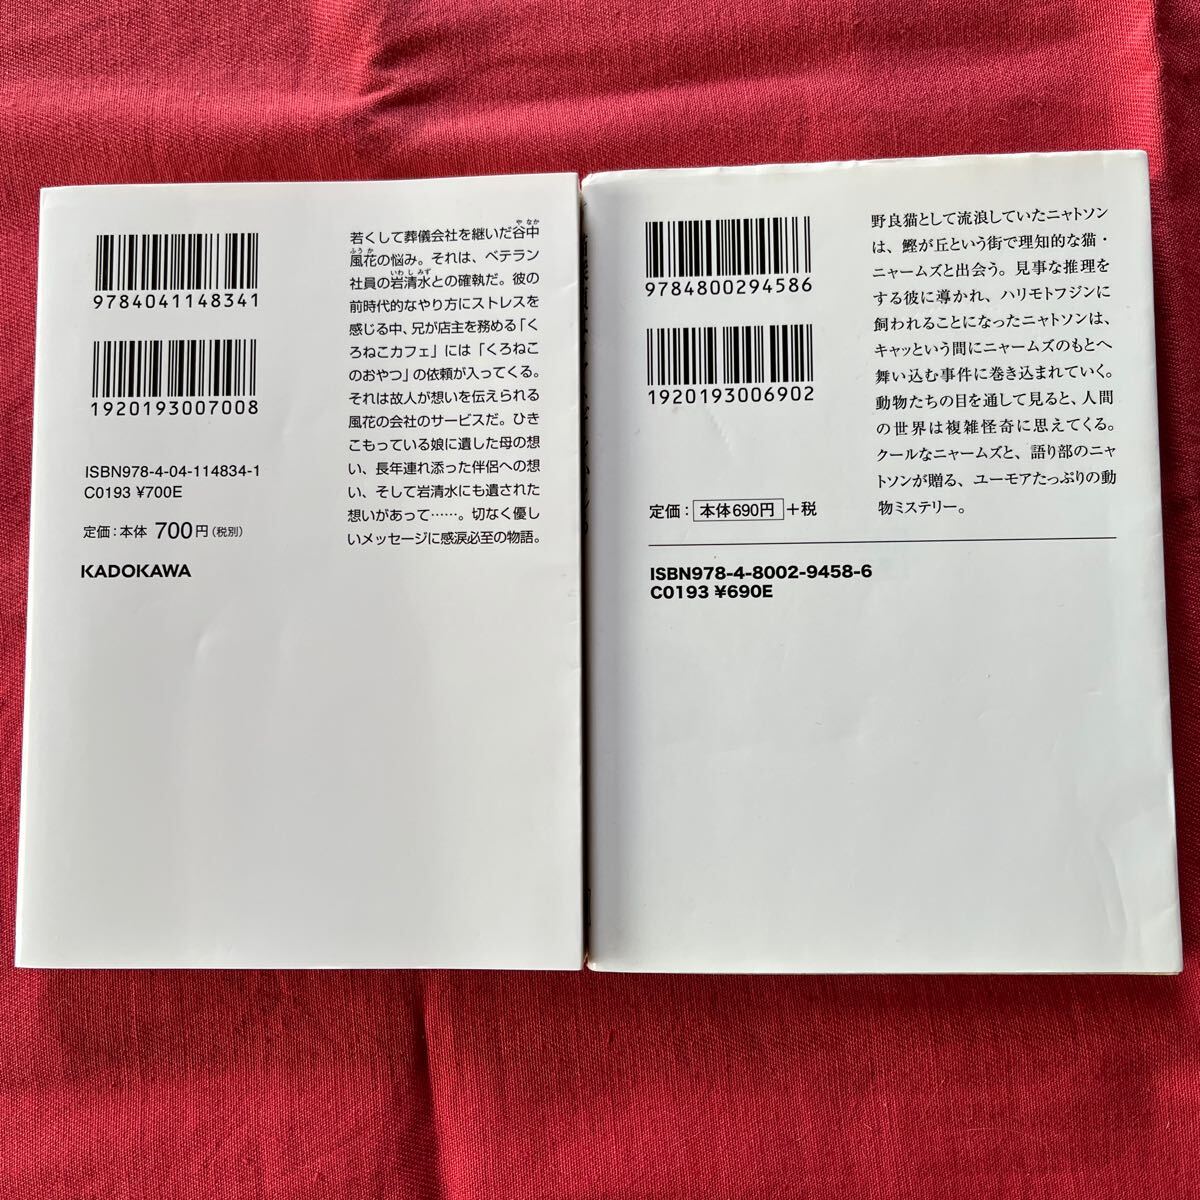 9784041148341
1920193007008
ISBN978-4-04-114834-1
C0193 ¥700E
定価：本体 700円（税別）
KADOKAWA
若くして葬儀会社を継いだ谷中
風花の悩み。それは、ベテラン
社員の岩清水との確執だ。彼の
前時代的なやり方にストレスを
感じる中、兄が店主を務める「く
ろねこカフェ」には「くろねこ
のおやつ」の依頼が入ってくる。
それは故人が想いを伝えられる
風花の会社のサービスだ。ひき
こもっている娘に遺した母の想
い、長年連れ添った伴侶への想
い、そして岩清水にも遺された
想いがあって……。切なく優し
いメッセージに感涙必至の物語。
9784800294586
1920193006902
定価：本体690円+税
ISBN978-4-8002-9458-6
C0193 ¥690E
野良猫として流浪していたニャトソン
は、鰹が丘という街で理知的な猫・
ニャームズと出会う。見事な推理を
する彼に導かれ、ハリモトフジンに
飼われることになったニャトソンは、
キャッという間にニャームズのもとへ
舞い込む事件に巻き込まれていく。
動物たちの目を通して見ると、人間
の世界は複雑怪奇に思えてくる。
クールなニャームズと、語り部のニャ
トソンが贈る、ユーモアたっぷりの動
物ミステリー。